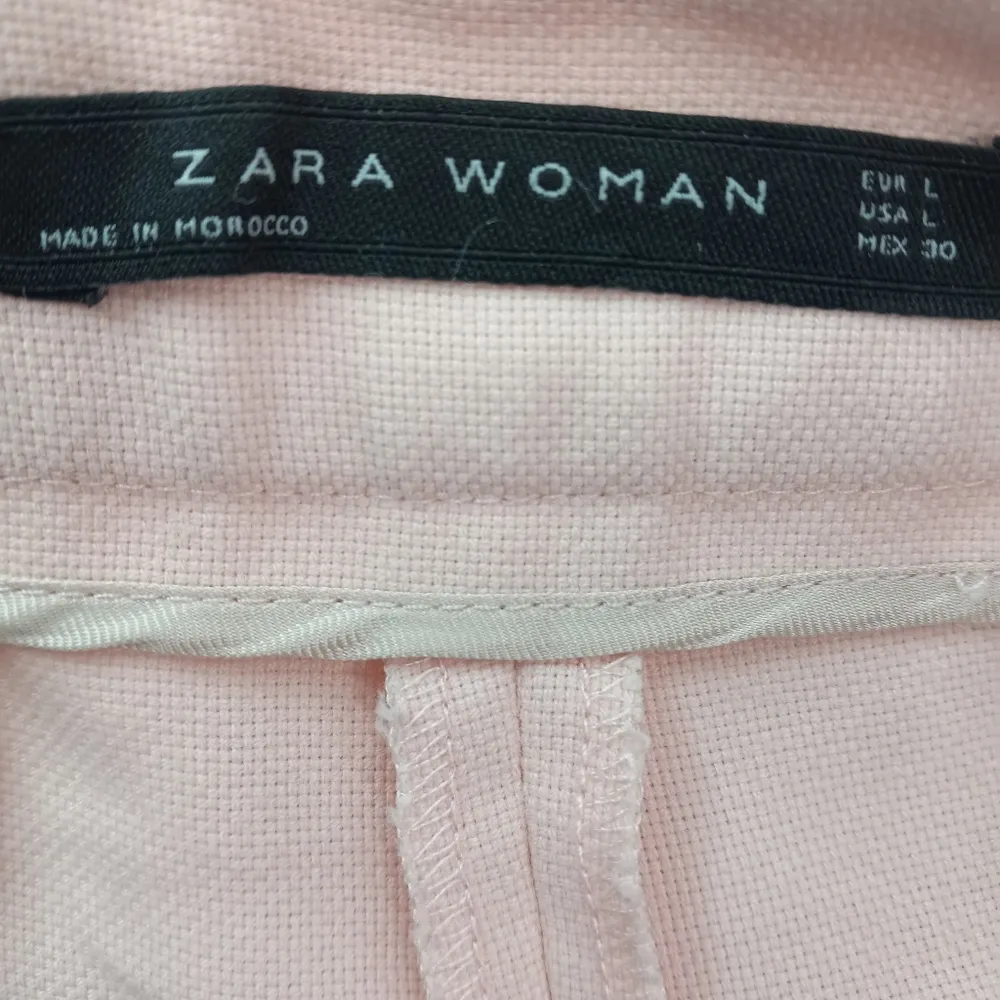 ZARA WOMAN
MADE IN MOROCCO
EUR L
USA L
MEX 30